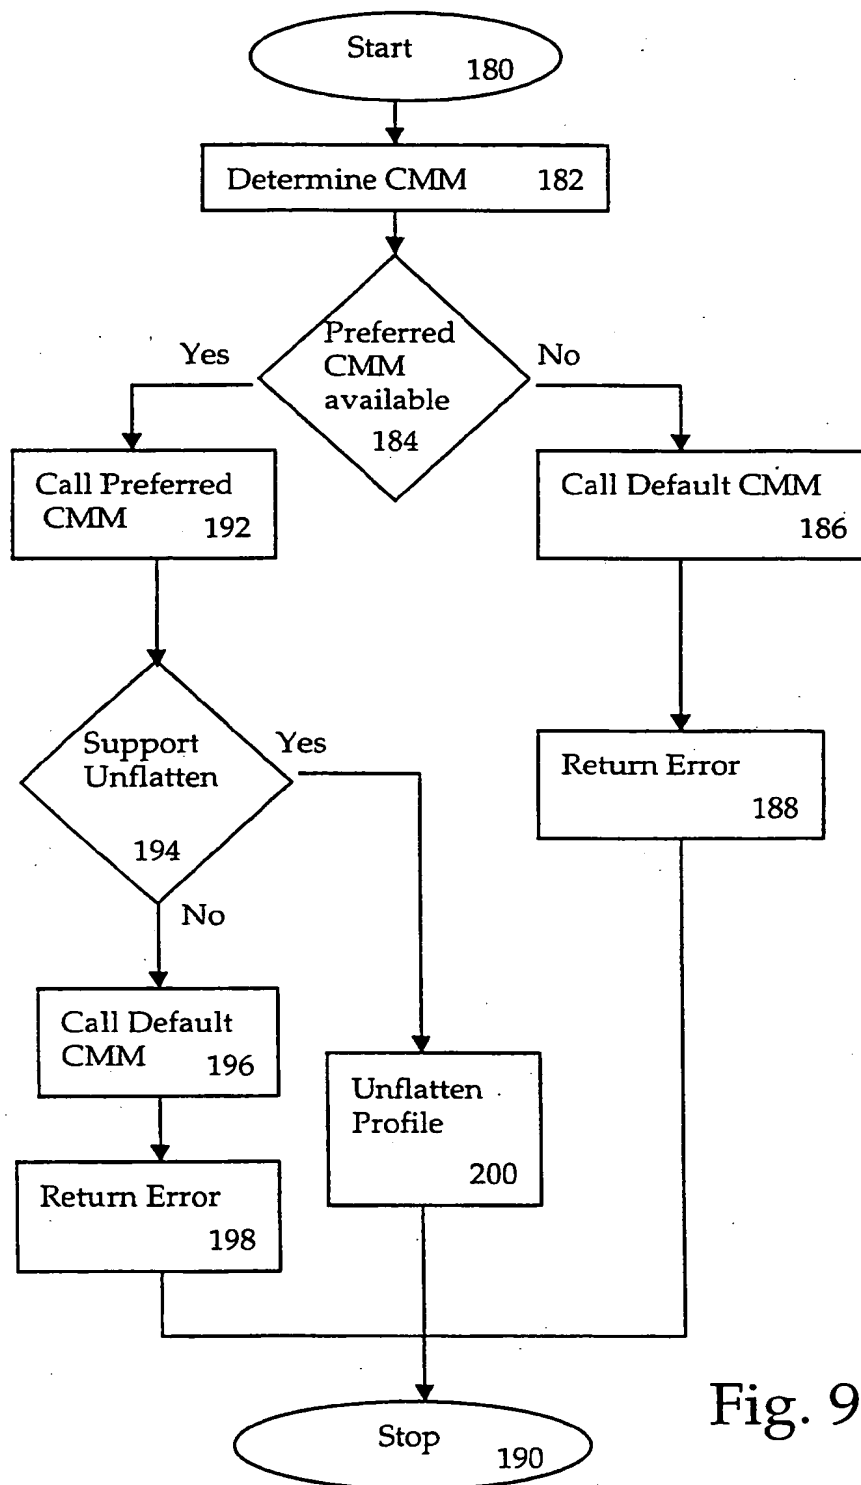 Start
180
Determine CMM 182
Preferred
CMM
available
184
Yes
No
Call Preferred
CMM
192
Call Default CMM
186
Support
Unflatten
194
Yes
No
Return Error
188
Call Default
CMM
196
Unflatten
Profile
200
Return Error
198
Stop
190
Fig. 9